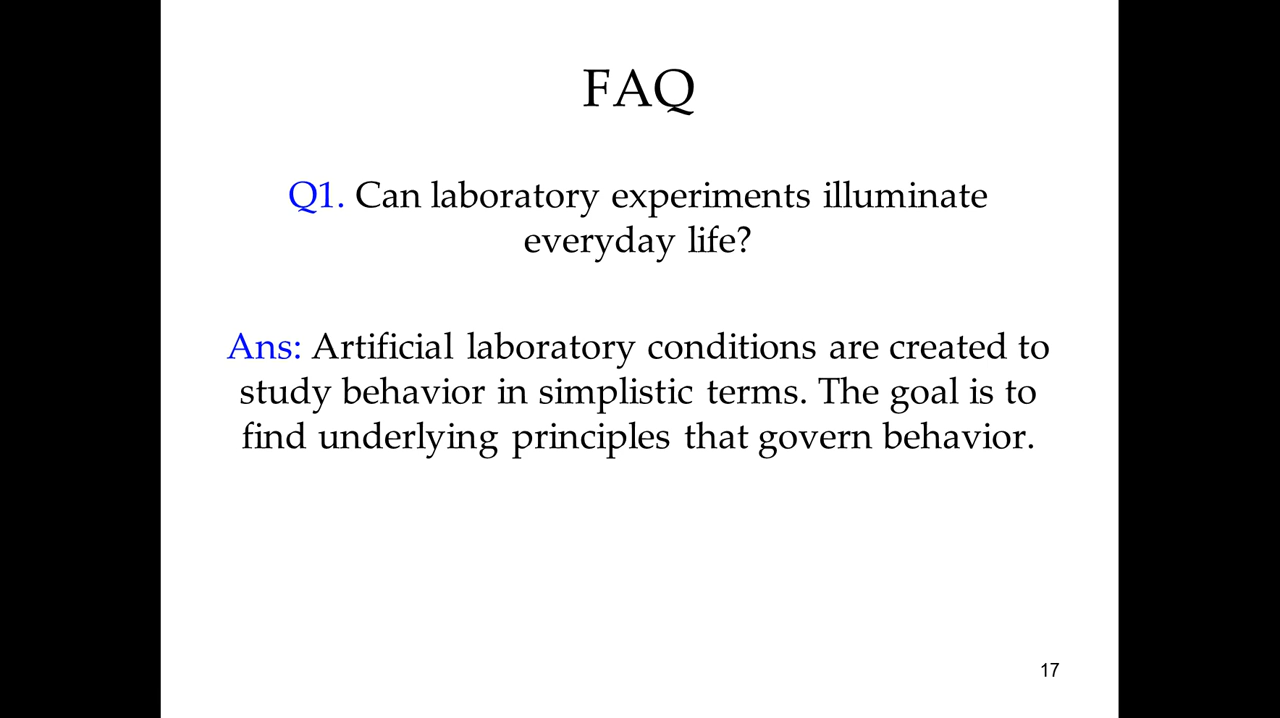 FAQ
Q1. Can laboratory experiments illuminate
everyday life?
Ans: Artificial laboratory conditions are created to
study behavior in simplistic terms. The goal is to
find underlying principles that govern behavior.
17